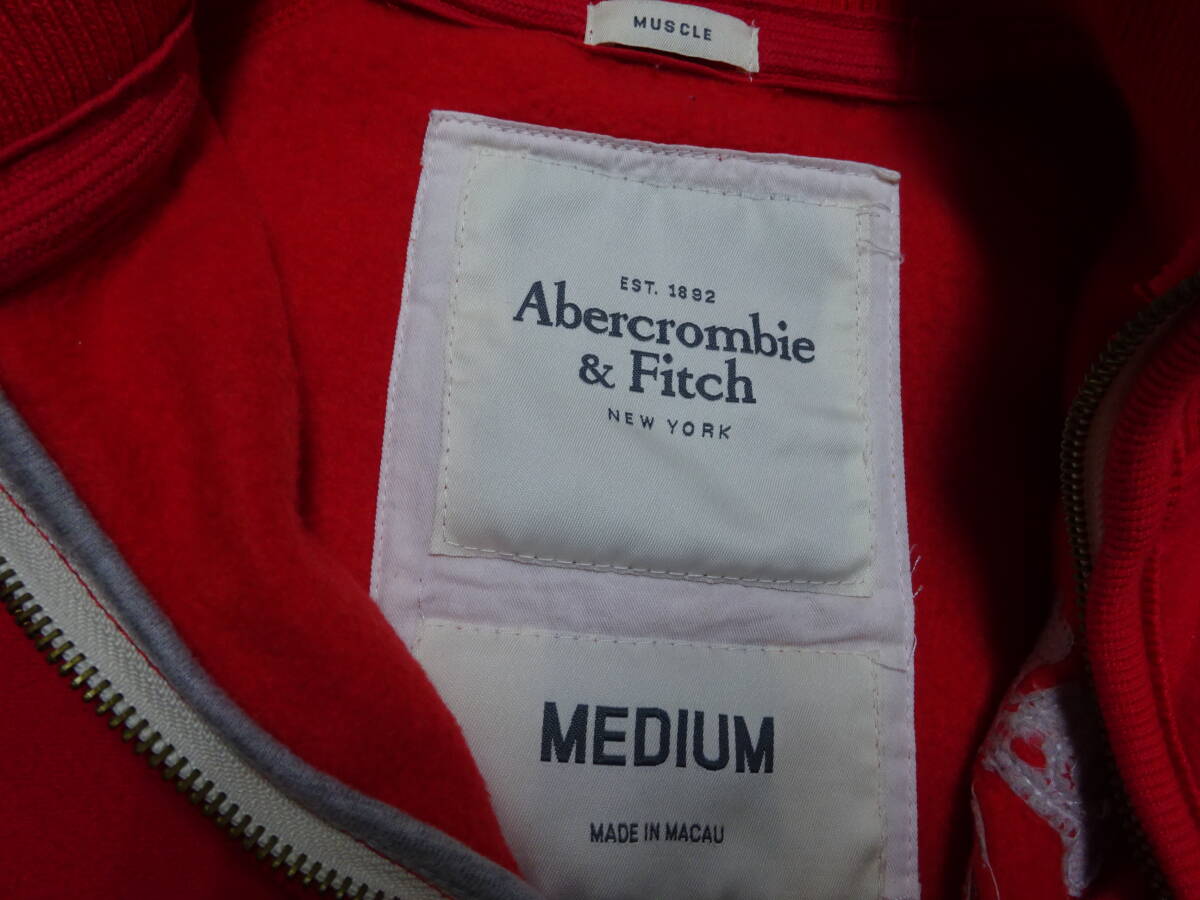 MUSCLE
EST. 1892
Abercrombie
& Fitch
NEW YORK
MEDIUM
MADE IN MACAU